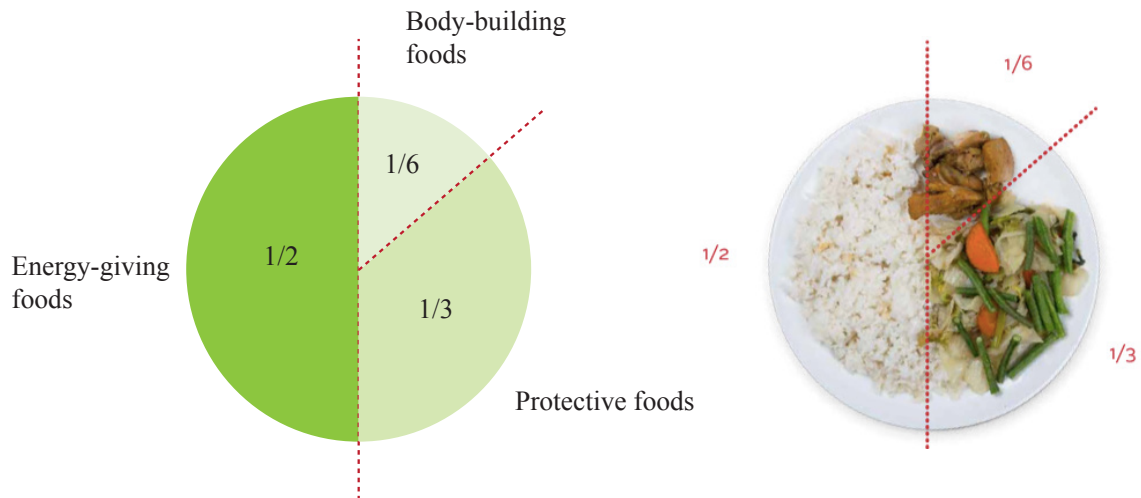 Body-building
foods
1/6
1/6
1/2
1/2
Energy-giving
foods
1/3
1/3
Protective foods